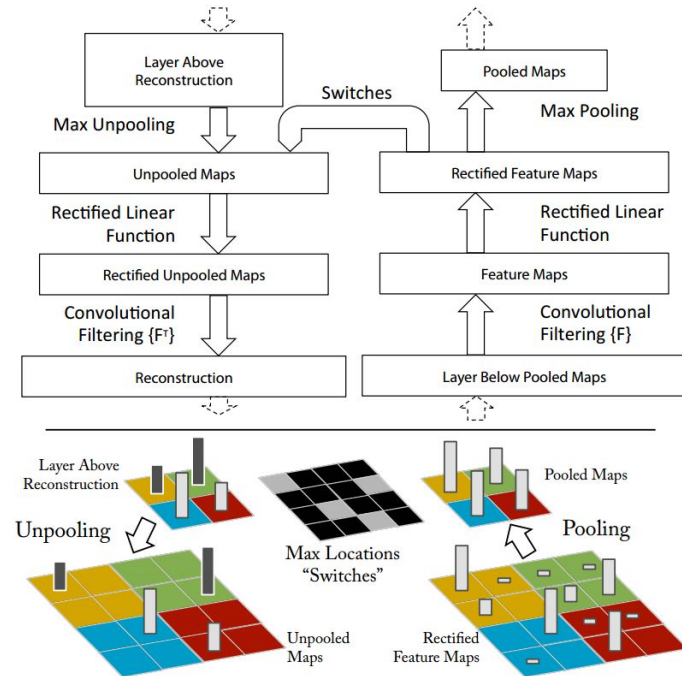 Layer Above
Reconstruction
Max Unpooling
Switches
Unpooled Maps
Rectified Linear
Function
Rectified Unpooled Maps
Convolutional
Filtering {Fᵀ}
Reconstruction
Pooled Maps
Max Pooling
Rectified Feature Maps
Rectified Linear
Function
Feature Maps
Convolutional
Filtering {F}
Layer Below Pooled Maps
Layer Above
Reconstruction
Unpooling
Max Locations
“Switches”
Unpooled
Maps
Pooled Maps
Pooling
Rectified
Feature Maps